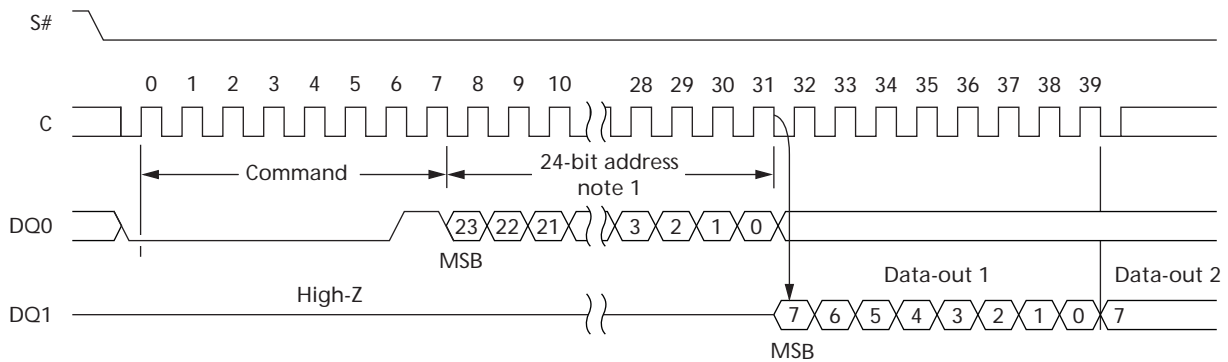 S#
0 1 2 3 4 5 6 7 8 9 10 28 29 30 31 32 33 34 35 36 37 38 39
C
Command
24-bit address
note 1
DQ0
23 22 21 3 2 1 0
MSB
Data-out 1
Data-out 2
High-Z
DQ1
7 6 5 4 3 2 1 0 7
MSB